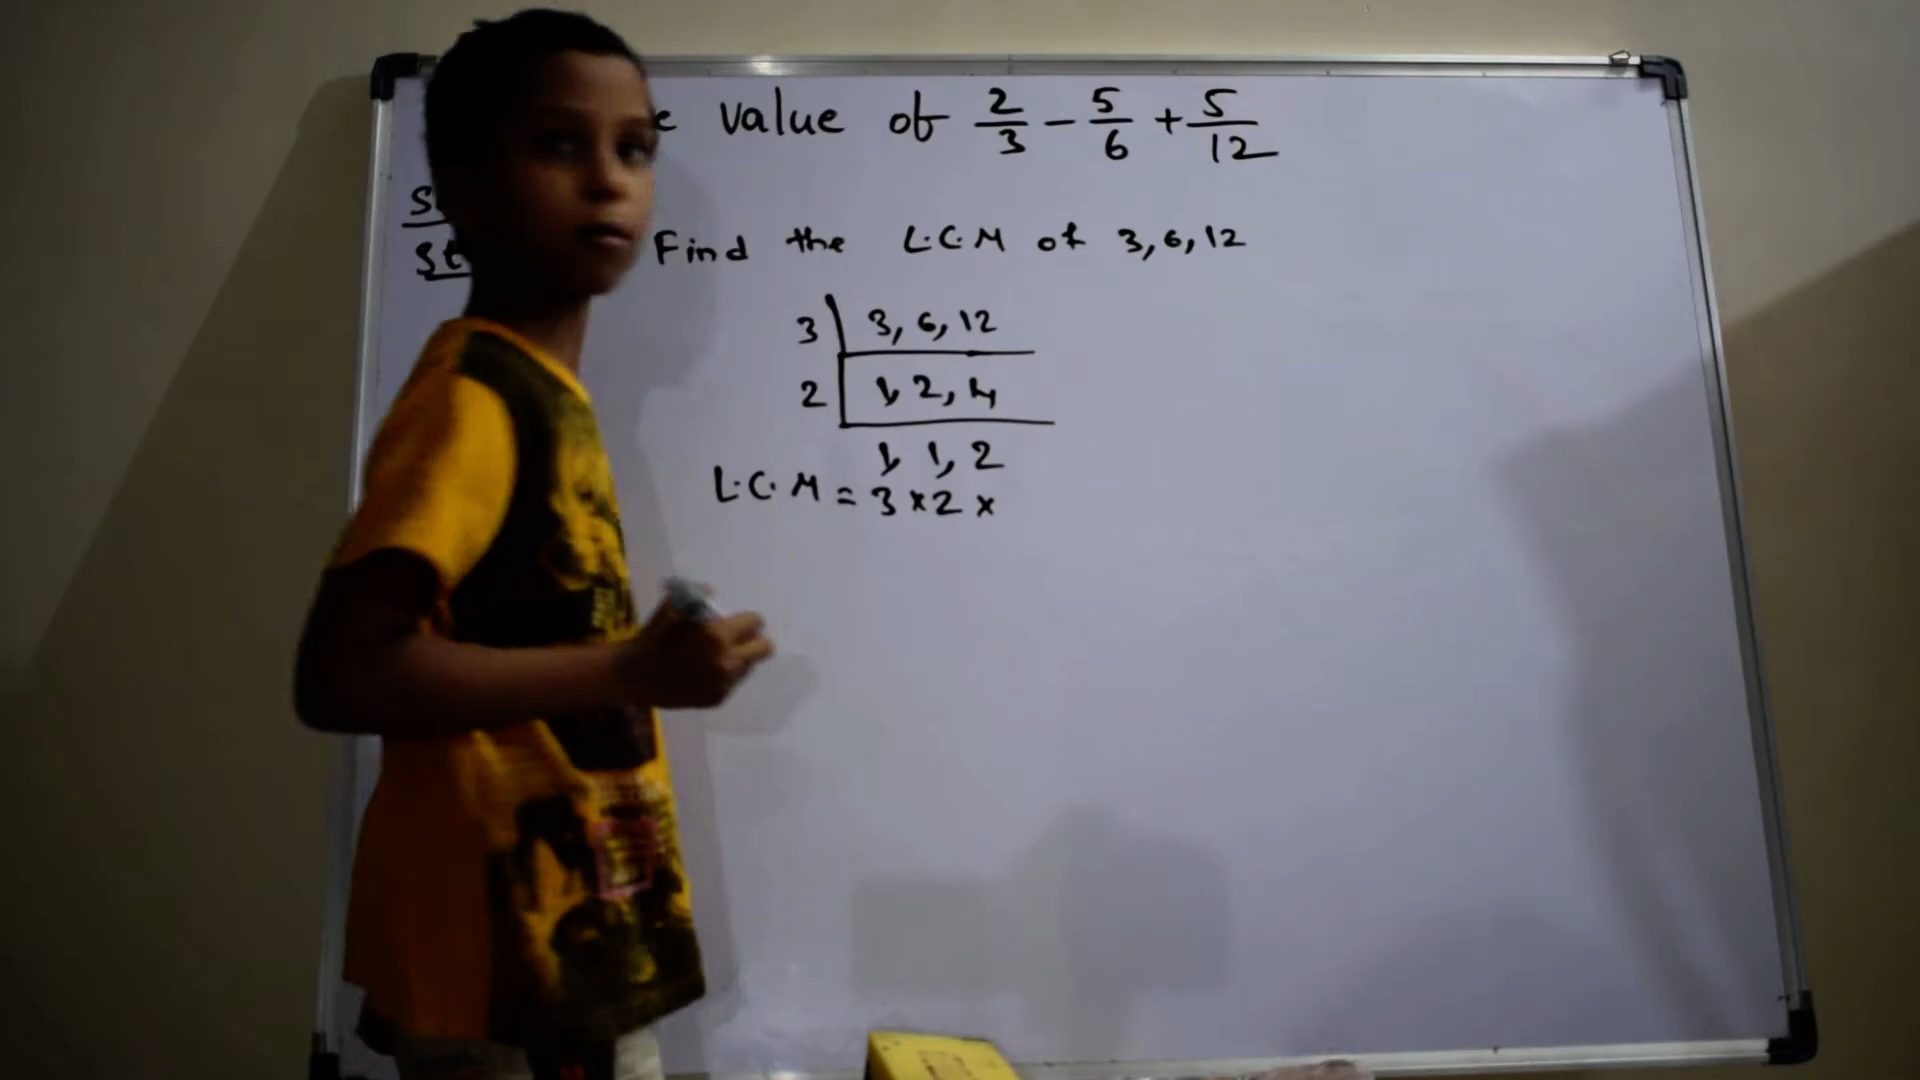 value of 2/3 - 5/6 + 5/12
Find the L.C.M of 3, 6, 12
3 | 3, 6, 12
2 | 1, 2, 4
1, 1, 2
L.C.M = 3 × 2 ×